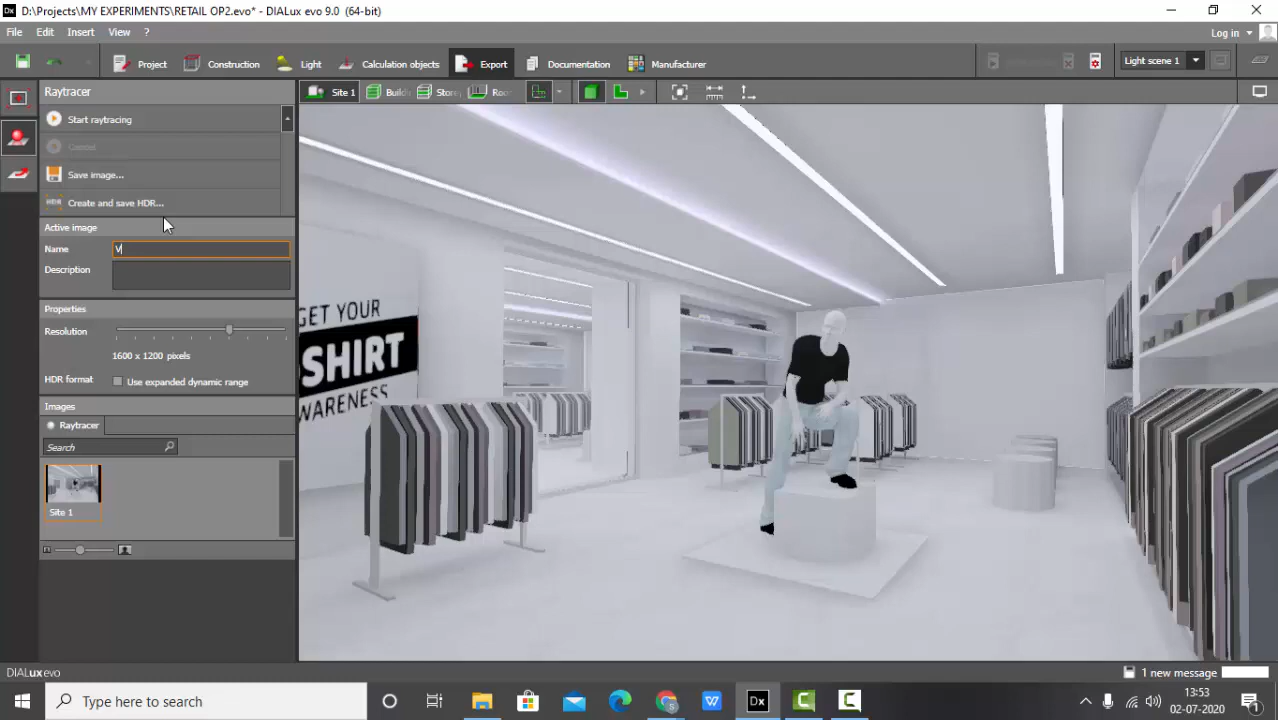 D:\Projects\MY EXPERIMENTS\RETAIL OP2.evo* - DIALux evo 9.0 (64-bit)
File Edit Insert View ?
Log in
Project Construction Light Calculation objects Export Documentation Manufacturer
Light scene 1
Raytracer
Site 1
Start raytracing
Cancel
Save image...
HDR Create and save HDR...
Active image
Name V
Description
Properties
Resolution
1600 x 1200 pixels
HDR format Use expanded dynamic range
Images
Raytracer
Search
Site 1
GET YOUR
SHIRT
WARENESS
DIALux evo
1 new message
Type here to search
Dx
13:53
02-07-2020